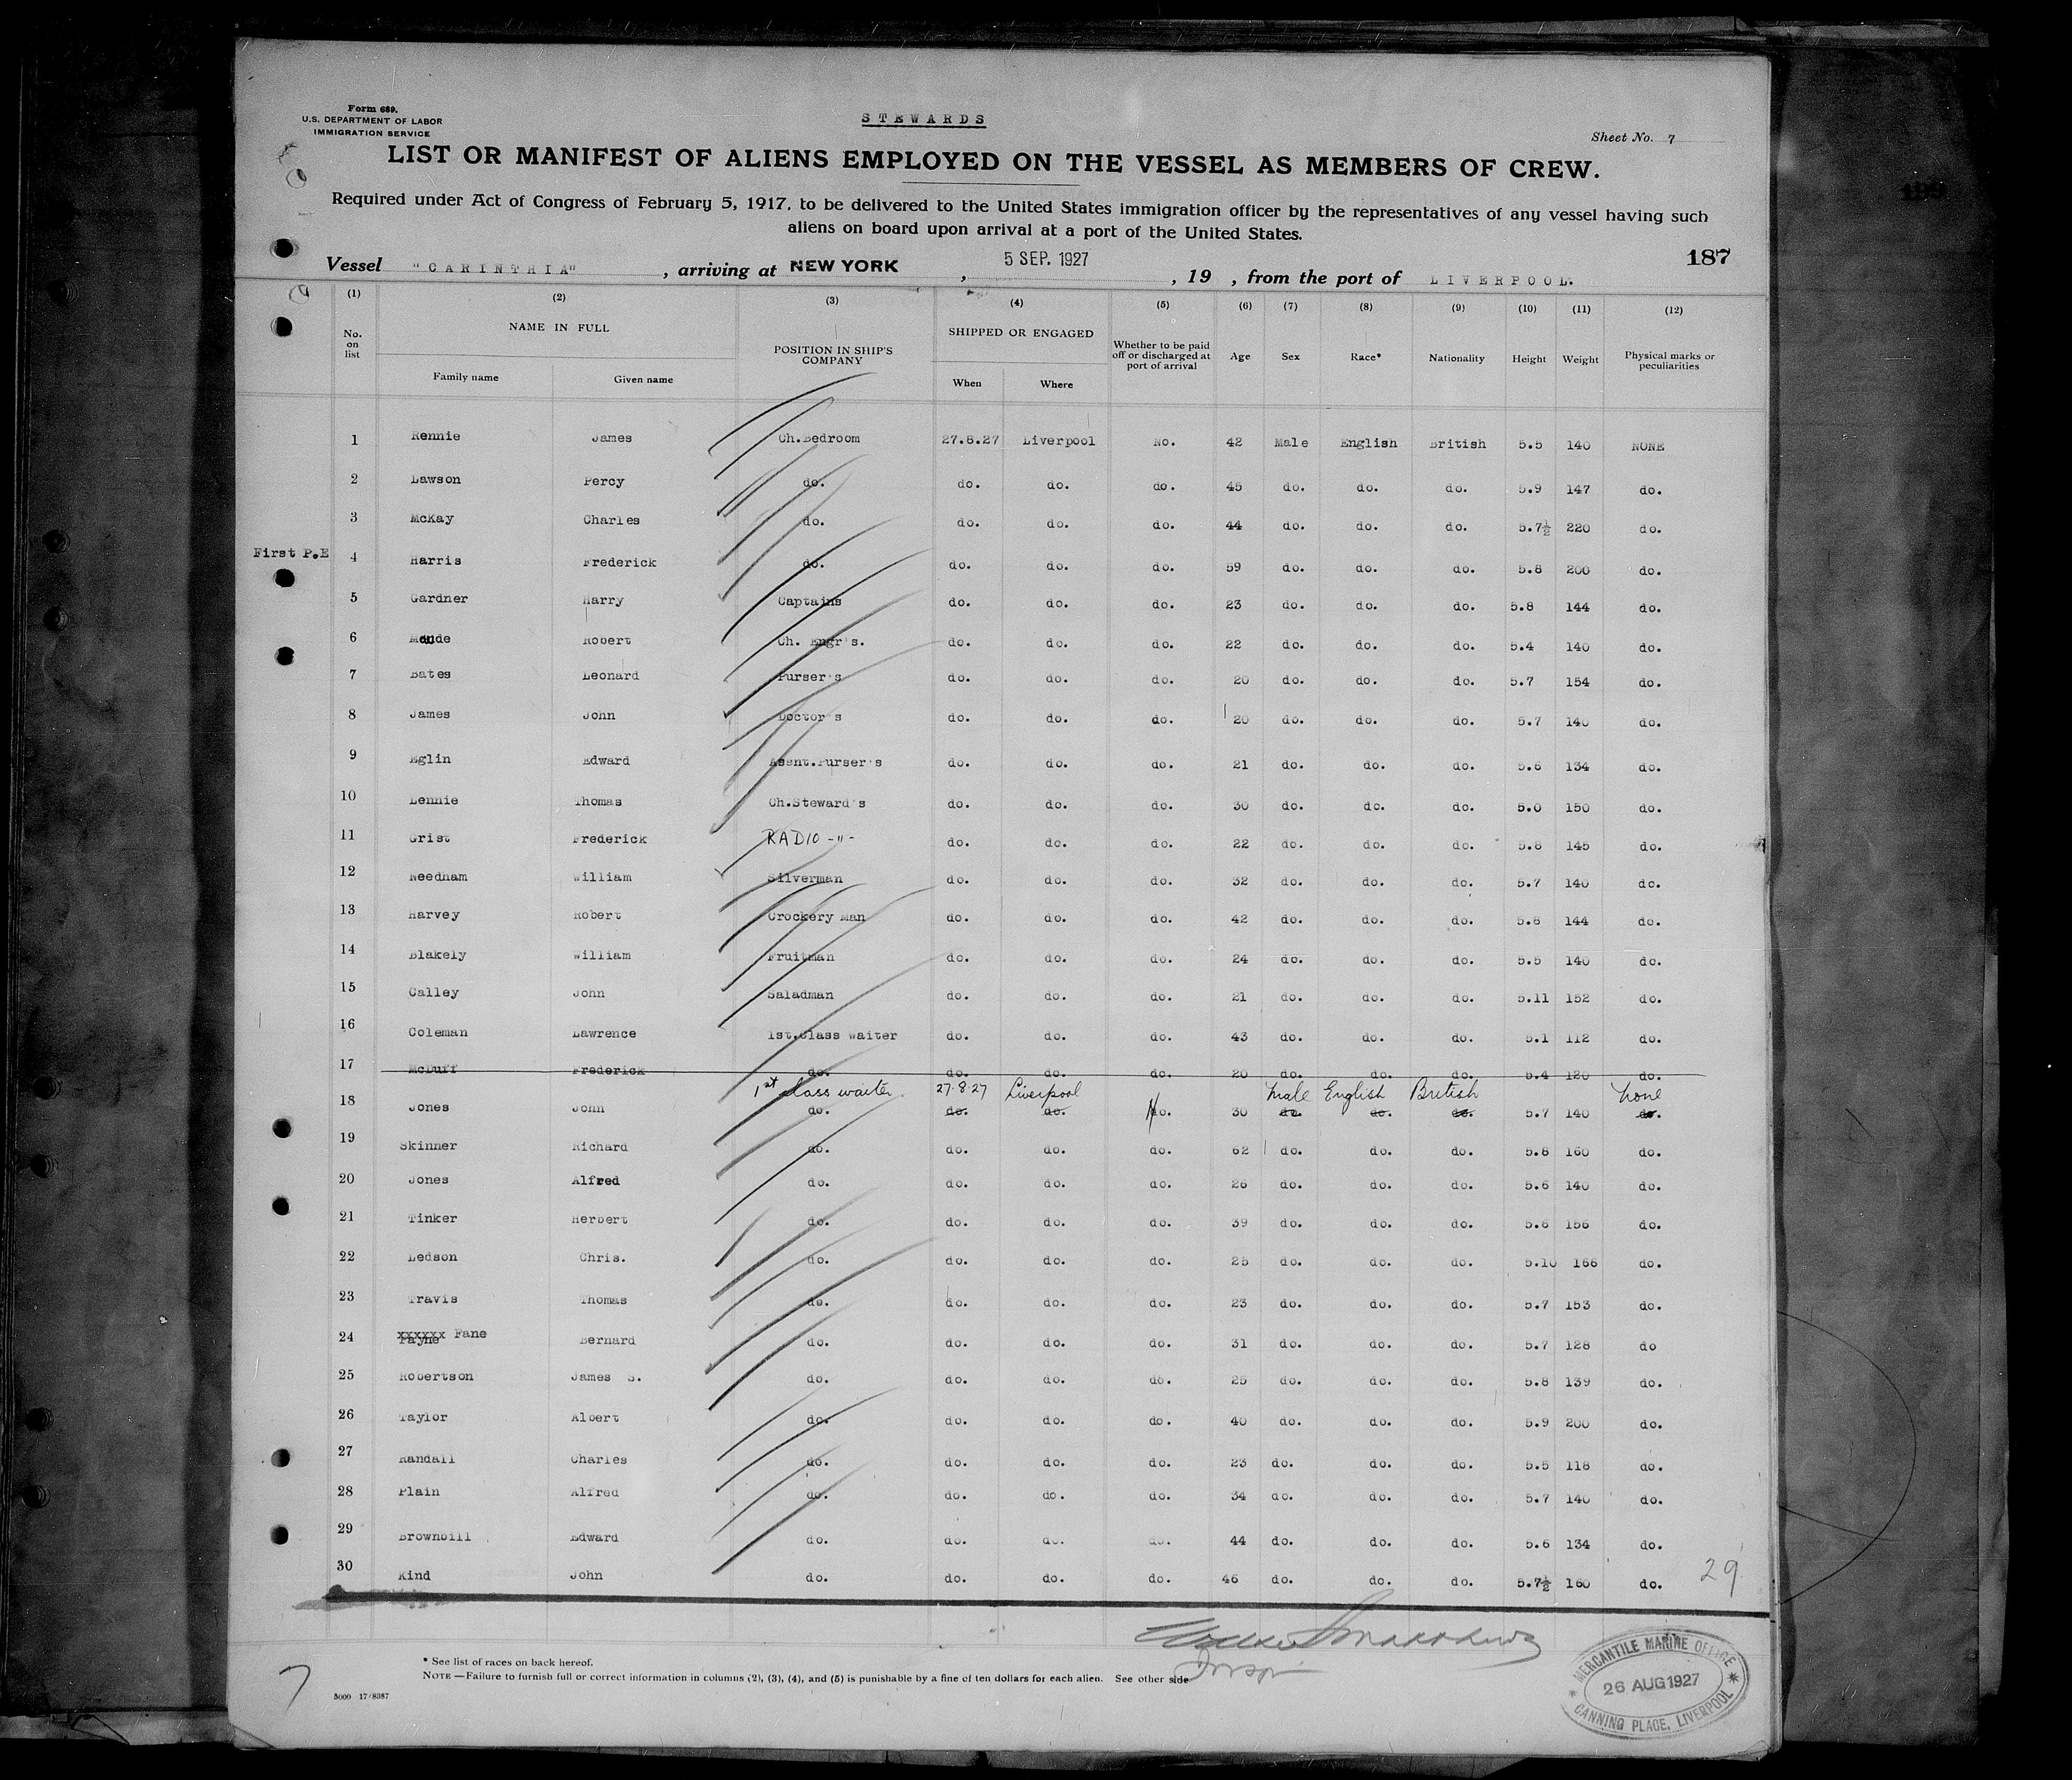 Form 689.
U.S. DEPARTMENT OF LABOR
IMMIGRATION SERVICE
STEWARDS
Sheet No. 7
LIST OR MANIFEST OF ALIENS EMPLOYED ON THE VESSEL AS MEMBERS OF CREW.
Required under Act of Congress of February 5, 1917, to be delivered to the United States immigration officer by the representatives of any vessel having such
aliens on board upon arrival at a port of the United States.
187
Vessel "CARINTHIA", arriving at NEW YORK, 5 SEP. 1927, 19 , from the port of LIVERPOOL.
(1) (2) (3) (4) (5) (6) (7) (8) (9) (10) (11) (12)
No. on list NAME IN FULL Family name Given name POSITION IN SHIP'S COMPANY SHIPPED OR ENGAGED When Where Whether to be paid off or discharged at port of arrival Age Sex Race* Nationality Height Weight Physical marks or peculiarities
1 Rennie James Ch.Bedroom 27.8.27 Liverpool No. 42 Male English British 5.5 140 NONE
2 Lawson Percy do. do. do. do. 45 do. do. do. 5.9 147 do.
3 McKay Charles do. do. do. do. 44 do. do. do. 5.7½ 220 do.
First P.E 4 Harris Frederick do. do. do. do. 59 do. do. do. 5.8 200 do.
5 Gardner Harry Captains do. do. do. 23 do. do. do. 5.8 144 do.
6 Ch. Engr's. Robert do. do. do. 22 do. do. do. 5.4 140 do.
7 Bates Leonard Purser's do. do. do. 20 do. do. do. 5.7 154 do.
8 James John Doctor's do. do. do. 20 do. do. do. 5.7 140 do.
9 Eglin Edward Assnt.Purser's do. do. do. 21 do. do. do. 134 do.
10 Lennie Thomas Ch.Steward's do. do. do. 30 do. do. do. 150 do.
11 Grist Frederick RADIO -"- do. do. do. 22 do. do. do. 5.8 145 do.
12 Needham William Silverman do. do. do. 32 do. do. do. 5.7 140 do.
13 Harvey Robert Crockery Man do. do. do. 42 do. do. do. 144 do.
14 Blakely William Fruitman do. do. do. 24 do. do. do. 5.5 140 do.
15 Calley John Saladman do. do. do. 21 do. do. do. 5.11 152 do.
16 Coleman Lawrence 1st.Class waiter do. do. do. 43 do. do. do. 5.1 112 do.
17 McDuff Frederick do. do. do. do. 20 do. do. do. 5.4 120 do.
1st class waiter. 27.8.27 Liverpool Male English British None
18 Jones John do. do. do. No. 30 do. do. do. 5.7 140 do.
19 Skinner Richard do. do. do. do. 62 do. do. do. 5.8 160 do.
20 Jones Alfred do. do. do. do. 26 do. do. do. 5.6 140 do.
21 Tinker Herbert do. do. do. do. 39 do. do. do. 5.6 156 do.
22 Ledson Chris. do. do. do. do. 25 do. do. do. 5.10 166 do.
23 Travis Thomas do. do. do. do. 23 do. do. do. 5.7 153 do.
24 xxxxxx Payne Fane Bernard do. do. do. do. 31 do. do. do. 5.7 128 do
25 Robertson James S. do. do. do. do. 25 do. do. do. 5.8 139 do.
26 Taylor Albert do. do. do. do. 40 do. do. do. 5.9 200 do.
27 Randall Charles do. do. do. do. 23 do. do. do. 5.5 118 do.
28 Plain Alfred do. do. do. do. 34 do. do. do. 5.7 140 do.
29 Brownbill Edward do. do. do. do. 44 do. do. do. 5.6 134 do.
30 Kind John do. do. do. do. 46 do. do. do. 5.7½ 160 do.
29
* See list of races on back hereof.
NOTE—Failure to furnish full or correct information in columns (2), (3), (4), and (5) is punishable by a fine of ten dollars for each alien. See other side
5000 17/8387
7
MERCANTILE MARINE OFFICE
26 AUG 1927
CANNING PLACE, LIVERPOOL